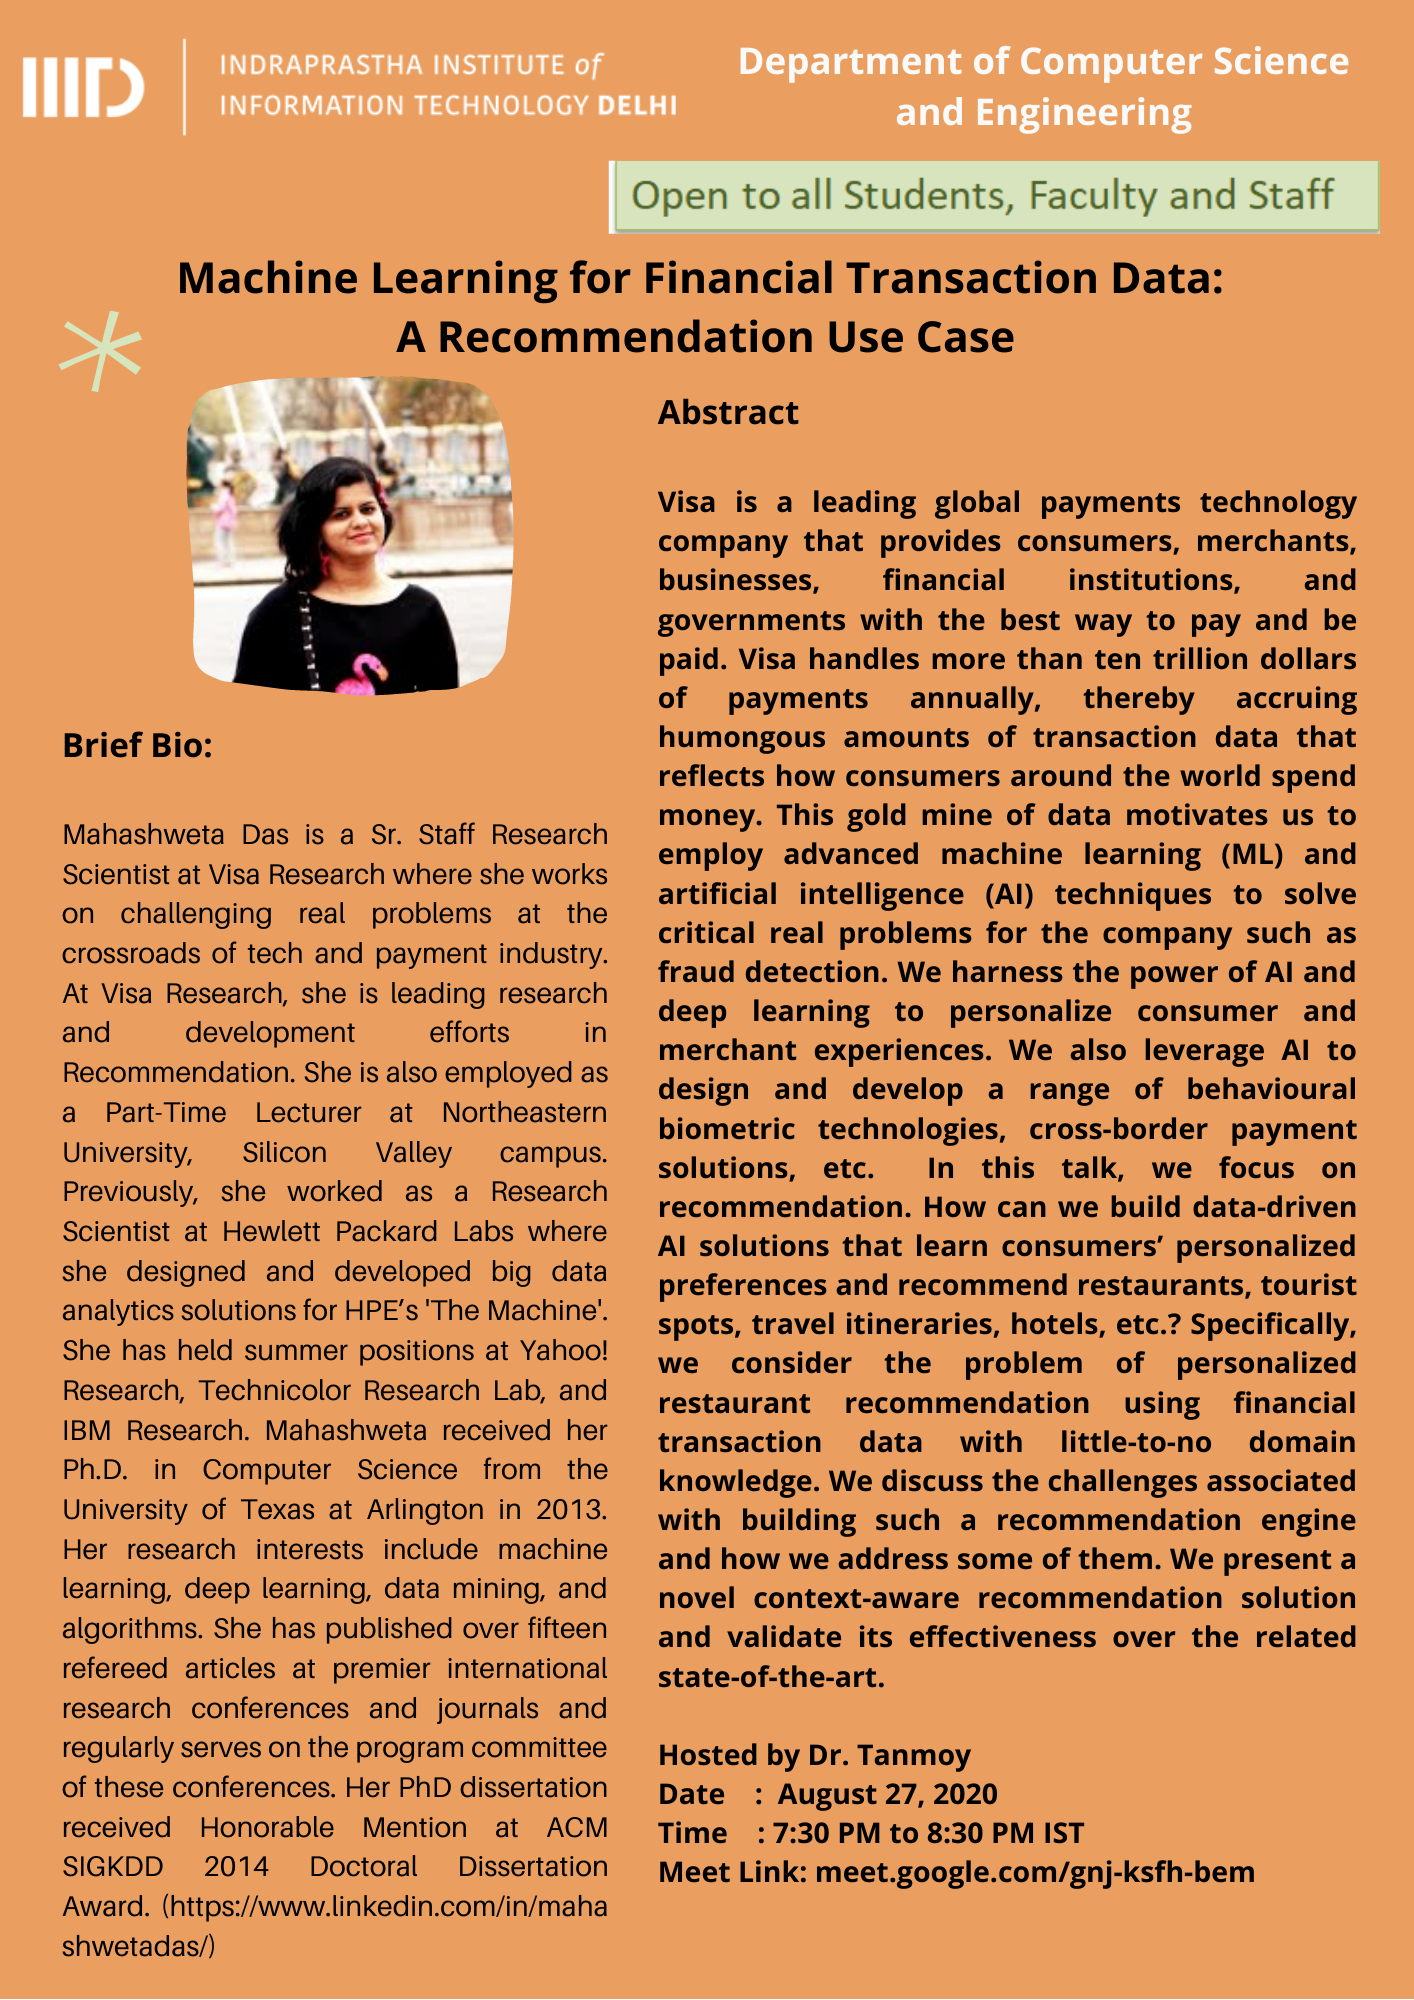 IIID
INDRAPRASTHA INSTITUTE of
INFORMATION TECHNOLOGY DELHI
Department of Computer Science
and Engineering
Open to all Students, Faculty and Staff
Machine Learning for Financial Transaction Data:
A Recommendation Use Case
Brief Bio:
Mahashweta Das is a Sr. Staff Research
Scientist at Visa Research where she works
on challenging real problems at the
crossroads of tech and payment industry.
At Visa Research, she is leading research
and development efforts in
Recommendation. She is also employed as
a Part-Time Lecturer at Northeastern
University, Silicon Valley campus.
Previously, she worked as a Research
Scientist at Hewlett Packard Labs where
she designed and developed big data
analytics solutions for HPE’s 'The Machine'.
She has held summer positions at Yahoo!
Research, Technicolor Research Lab, and
IBM Research. Mahashweta received her
Ph.D. in Computer Science from the
University of Texas at Arlington in 2013.
Her research interests include machine
learning, deep learning, data mining, and
algorithms. She has published over fifteen
refereed articles at premier international
research conferences and journals and
regularly serves on the program committee
of these conferences. Her PhD dissertation
received Honorable Mention at ACM
SIGKDD 2014 Doctoral Dissertation
Award. (https://www.linkedin.com/in/maha
shwetadas/)
Abstract
Visa is a leading global payments technology
company that provides consumers, merchants,
businesses, financial institutions, and
governments with the best way to pay and be
paid. Visa handles more than ten trillion dollars
of payments annually, thereby accruing
humongous amounts of transaction data that
reflects how consumers around the world spend
money. This gold mine of data motivates us to
employ advanced machine learning (ML) and
artificial intelligence (AI) techniques to solve
critical real problems for the company such as
fraud detection. We harness the power of AI and
deep learning to personalize consumer and
merchant experiences. We also leverage AI to
design and develop a range of behavioural
biometric technologies, cross-border payment
solutions, etc. In this talk, we focus on
recommendation. How can we build data-driven
AI solutions that learn consumers’ personalized
preferences and recommend restaurants, tourist
spots, travel itineraries, hotels, etc.? Specifically,
we consider the problem of personalized
restaurant recommendation using financial
transaction data with little-to-no domain
knowledge. We discuss the challenges associated
with building such a recommendation engine
and how we address some of them. We present a
novel context-aware recommendation solution
and validate its effectiveness over the related
state-of-the-art.
Hosted by Dr. Tanmoy
Date : August 27, 2020
Time : 7:30 PM to 8:30 PM IST
Meet Link: meet.google.com/gnj-ksfh-bem